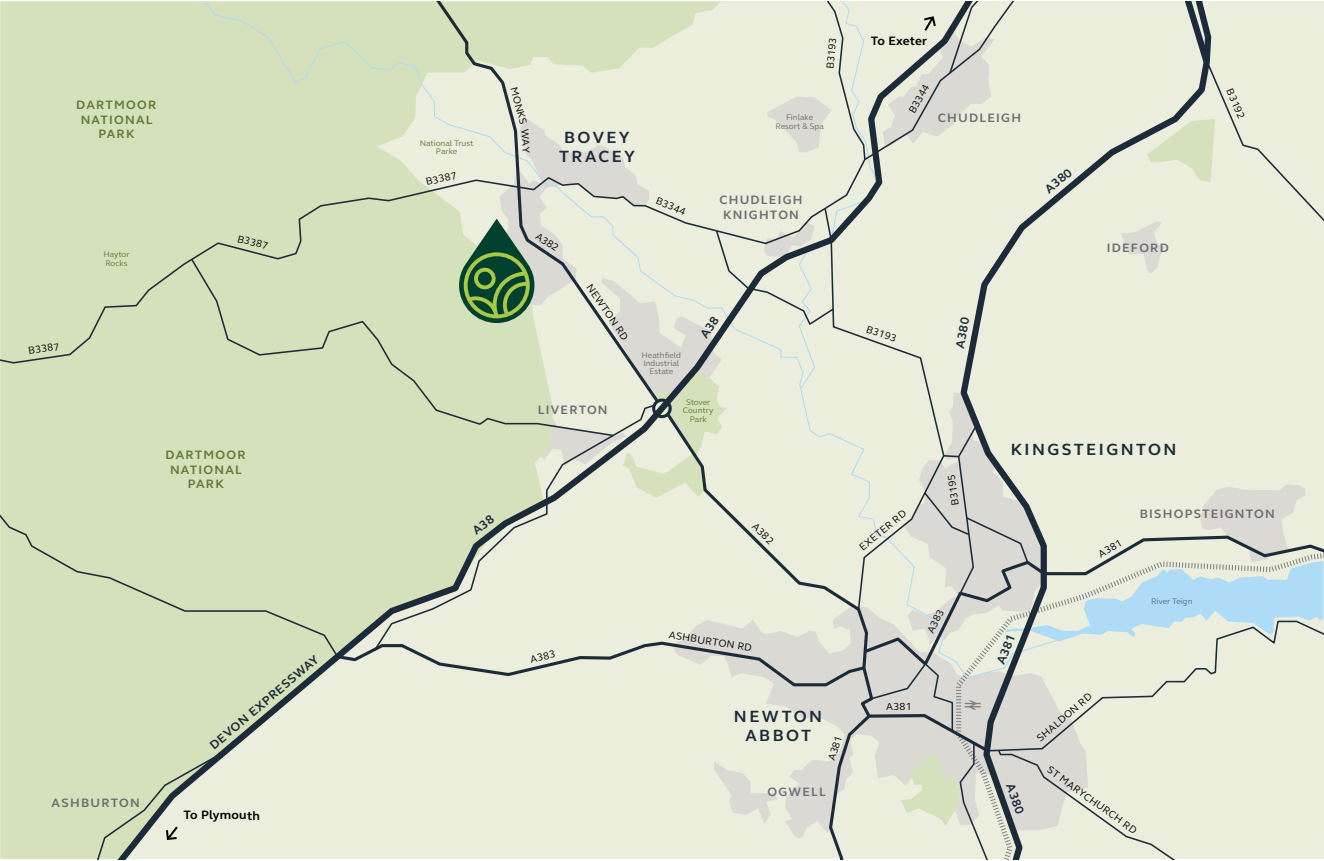 To Exeter
B3193
B3344
CHUDLEIGH
B3192
DARTMOOR
NATIONAL
PARK
MONKS WAY
Finlake
Resort & Spa
National Trust
Parke
BOVEY
TRACEY
A380
B3387
B3344
CHUDLEIGH
KNIGHTON
B3387
A382
IDEFORD
Haytor
Rocks
NEWTON RD
A38
B3193
A380
B3387
Heathfield
Industrial
Estate
LIVERTON
Stover
Country
Park
DARTMOOR
NATIONAL
PARK
KINGSTEIGNTON
B3195
A38
A382
EXETER RD
BISHOPSTEIGNTON
A381
River Teign
A383
ASHBURTON RD
A383
A381
DEVON EXPRESSWAY
NEWTON
ABBOT
A381
A381
SHALDON RD
OGWELL
A380
ST MARYCHURCH RD
ASHBURTON
To Plymouth